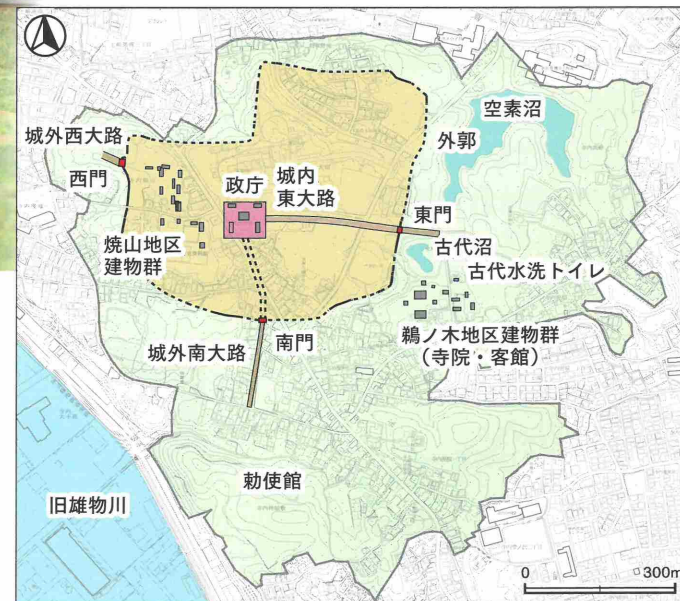 空素沼
城外西大路
外郭
西門
政庁
城内
東大路
東門
焼山地区
建物群
古代沼
古代水洗トイレ
鵜ノ木地区建物群
(寺院・客館)
城外南大路
南門
勅使館
旧雄物川
0 300m